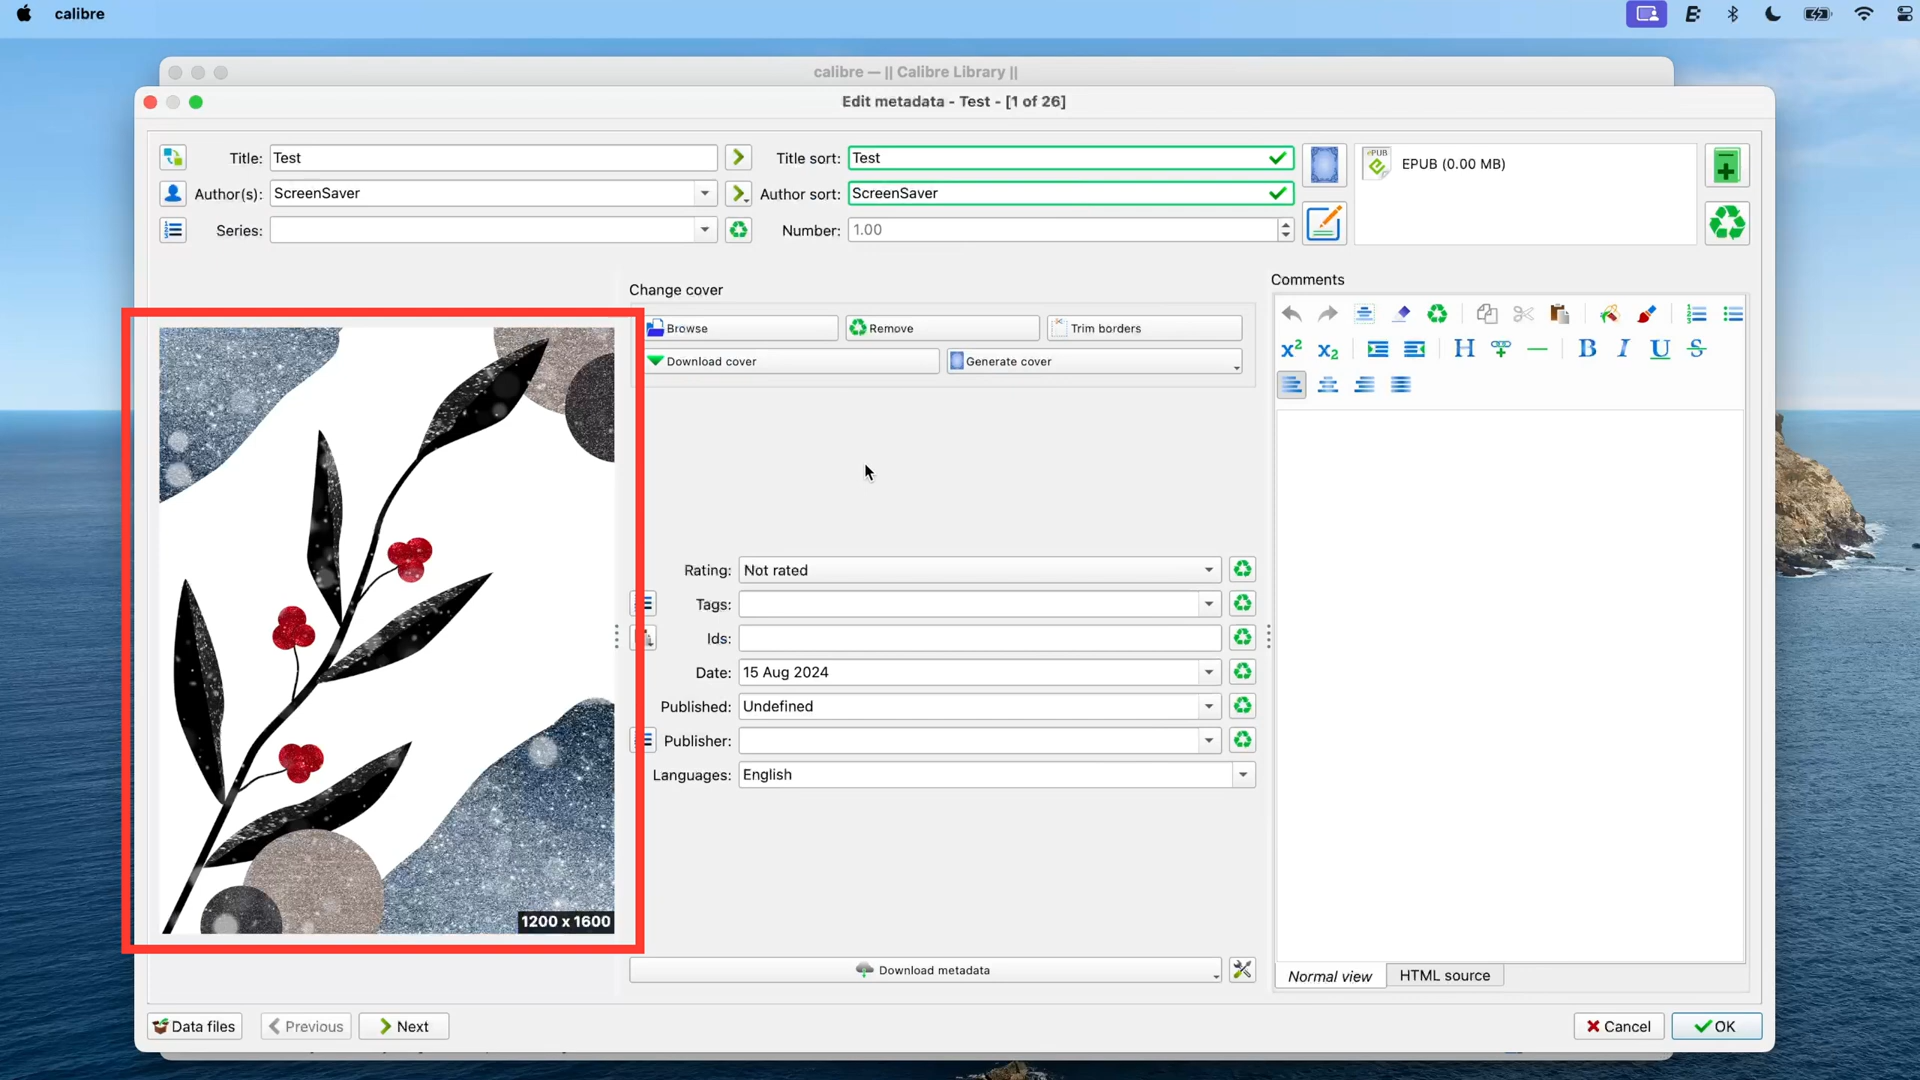 calibre
calibre — || Calibre Library ||
Edit metadata - Test - [1 of 26]
Title: Test
Title sort: Test
EPUB
EPUB (0.00 MB)
Author(s): ScreenSaver
Author sort: ScreenSaver
Series:
Number: 1.00
Change cover
Comments
Browse
Remove
Trim borders
Download cover
Generate cover
X² X₂ H B I U S
Rating: Not rated
Tags:
Ids:
Date: 15 Aug 2024
Published: Undefined
Publisher:
Languages: English
1200 x 1600
Download metadata
Normal view
HTML source
Data files
Previous
Next
Cancel
OK